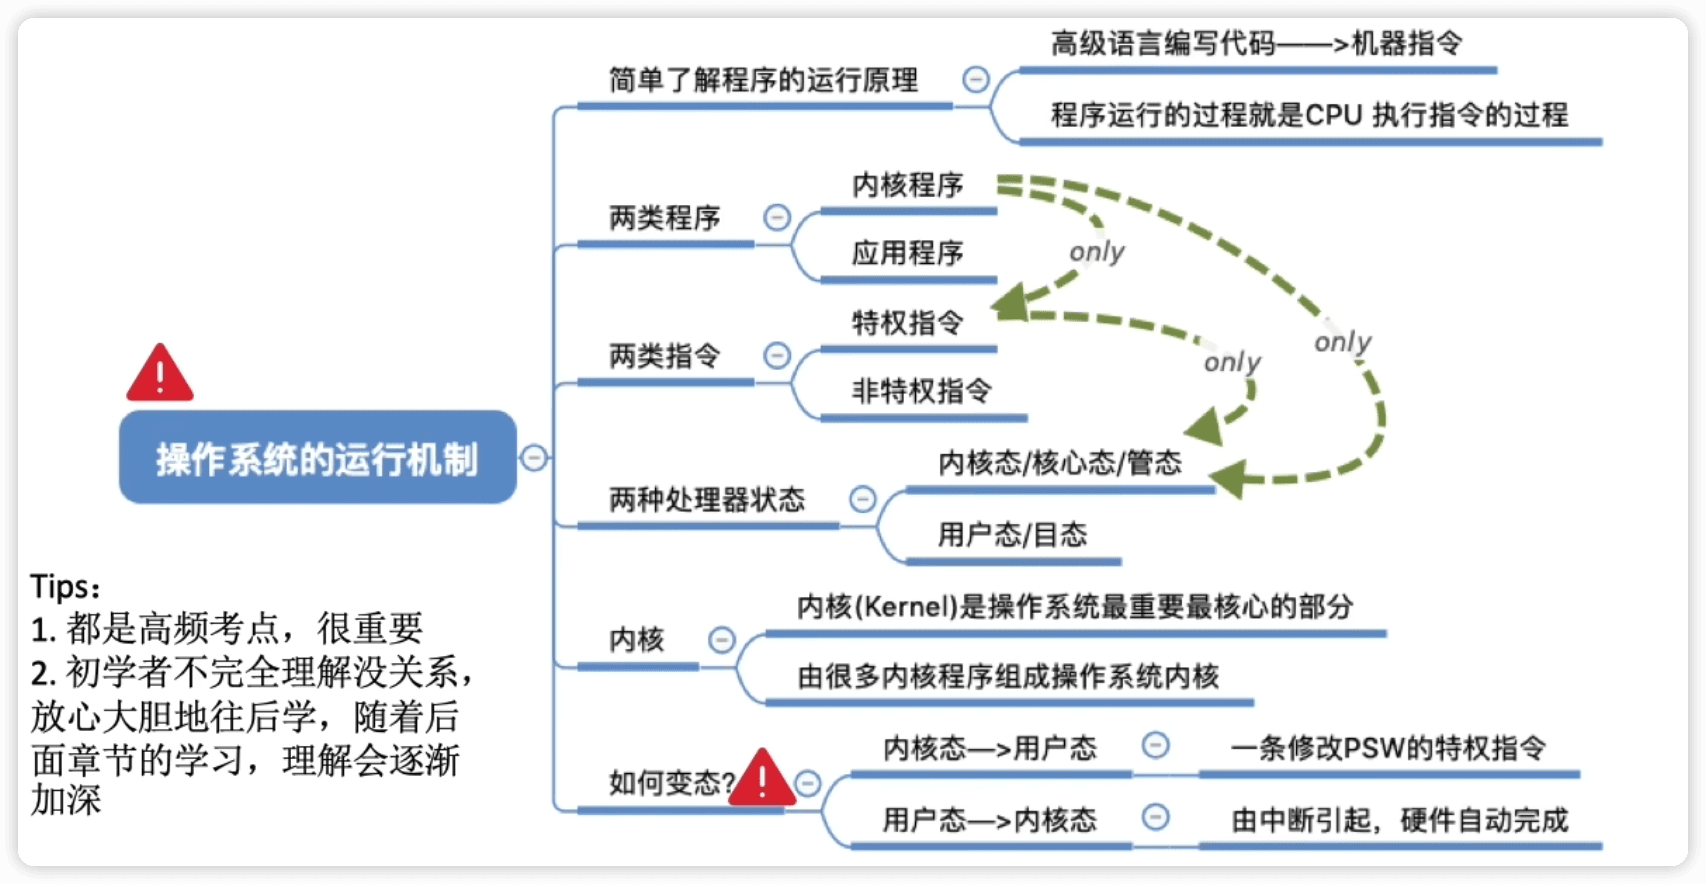 高级语言编写代码——>机器指令
简单了解程序的运行原理
程序运行的过程就是CPU 执行指令的过程
内核程序
两类程序
应用程序
only
特权指令
两类指令
非特权指令
only
only
操作系统的运行机制
内核态/核心态/管态
两种处理器状态
用户态/目态
内核(Kernel)是操作系统最重要最核心的部分
内核
由很多内核程序组成操作系统内核
内核态—>用户态
一条修改PSW的特权指令
如何变态?
用户态—>内核态
由中断引起，硬件自动完成
Tips：
1. 都是高频考点，很重要
2. 初学者不完全理解没关系，
放心大胆地往后学，随着后
面章节的学习，理解会逐渐
加深